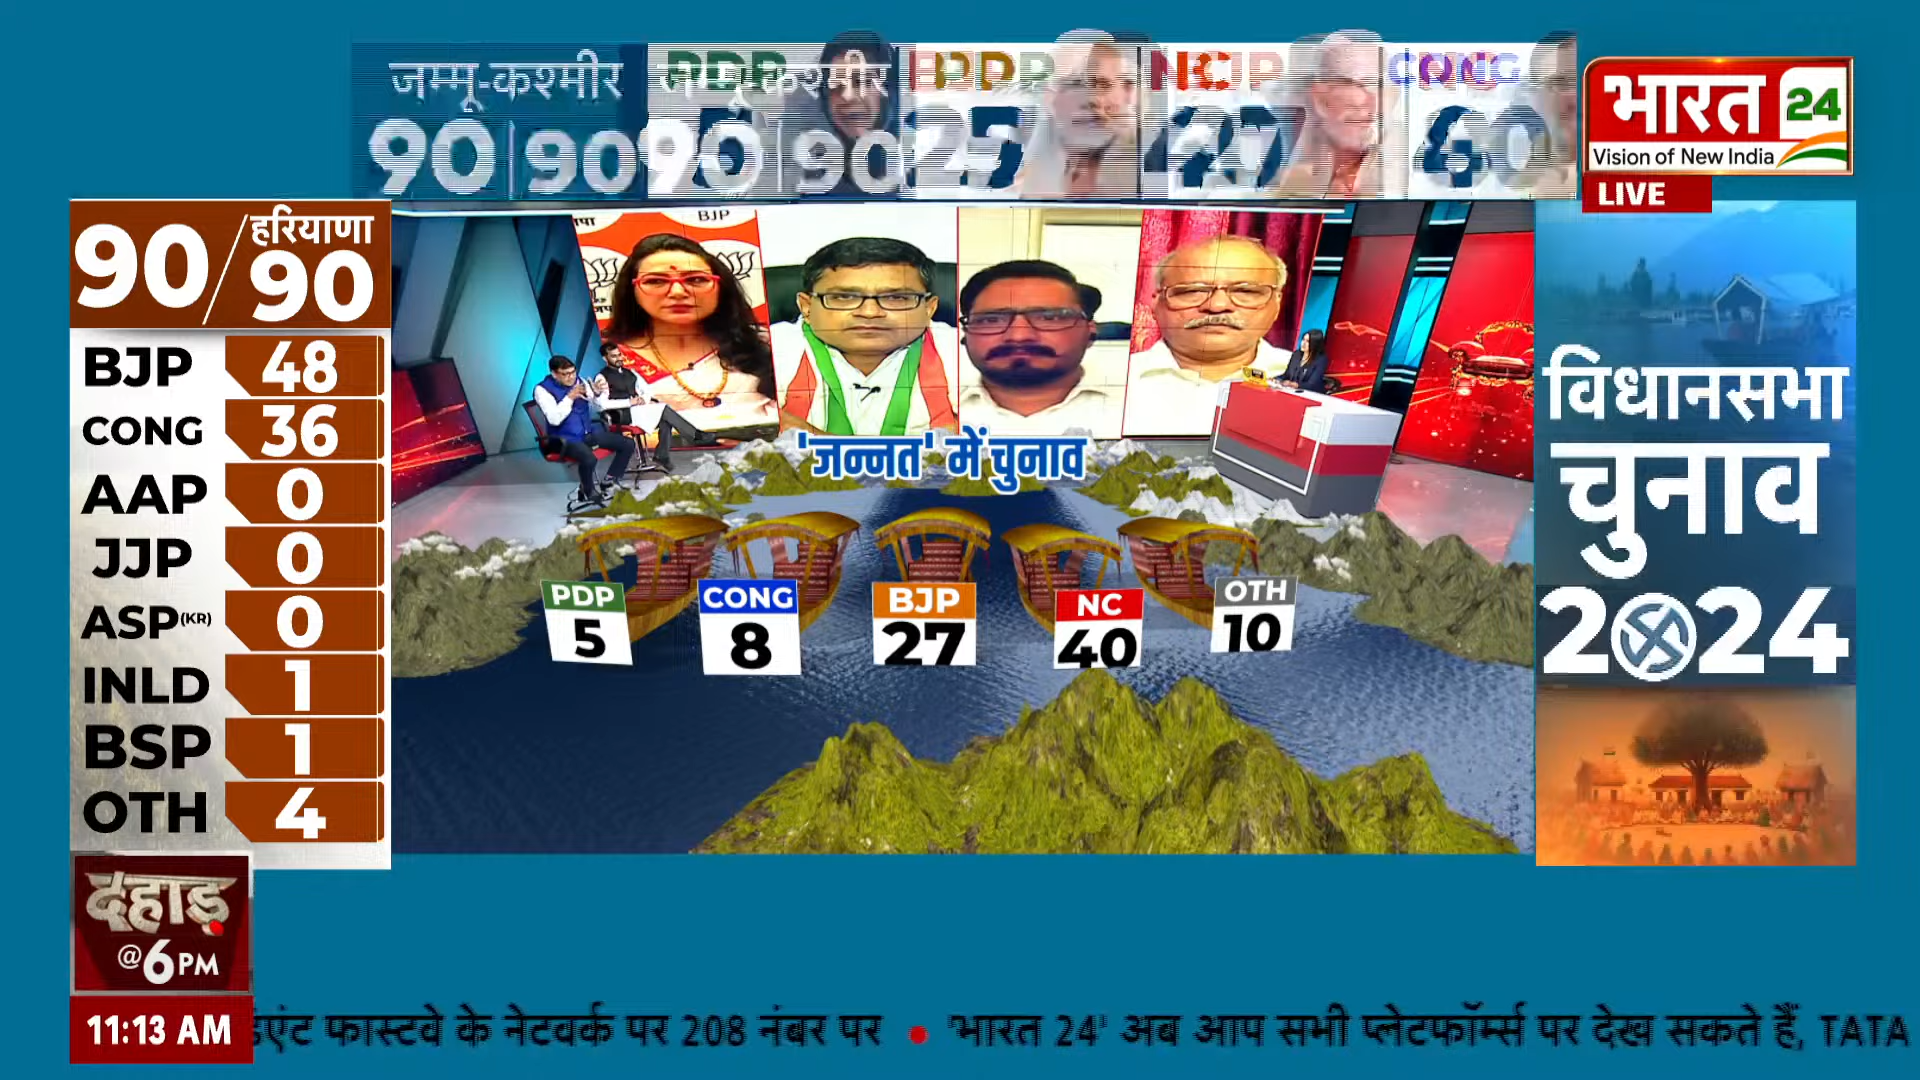 जम्मू-कश्मीर
90
90
भारत 24
Vision of New India
LIVE
90/
हरियाणा
90
BJP 48
CONG 36
AAP 0
JJP 0
ASP(KR) 0
INLD 1
BSP 1
OTH 4
BJP
'जन्नत' में चुनाव
PDP 5
CONG 8
BJP 27
NC 40
OTH 10
विधानसभा
चुनाव
2024
दहाड़
@6PM
11:13 AM
फास्टवे के नेटवर्क पर 208 नंबर पर • 'भारत 24' अब आप सभी प्लेटफॉर्म्स पर देख सकते हैं, TATA